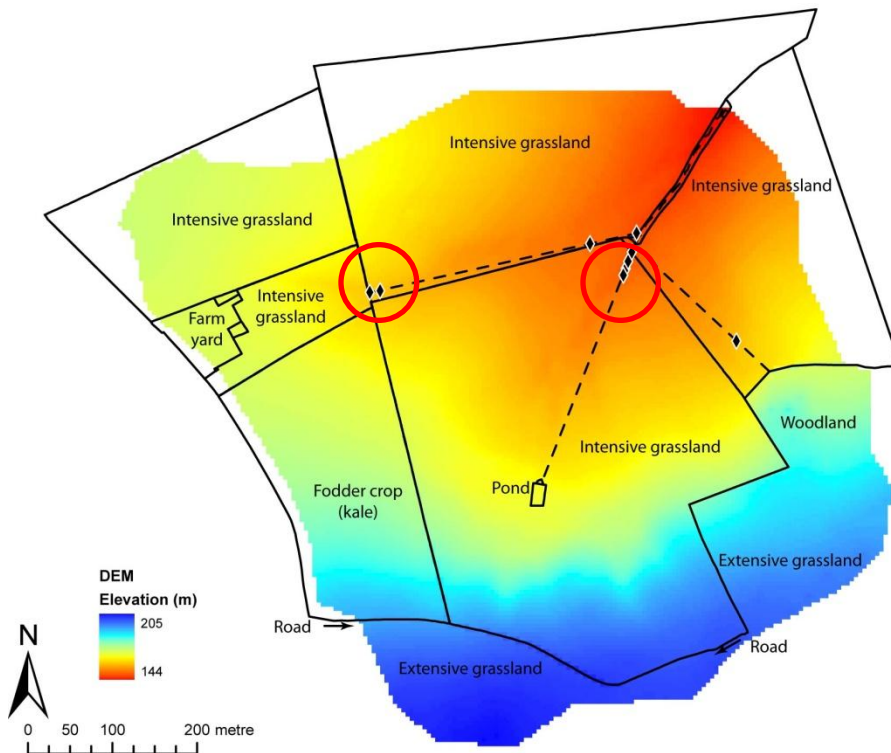 Intensive grassland
Intensive grassland
Intensive grassland
Intensive
grassland
Farm
yard
Woodland
Intensive grassland
Pond
Fodder crop
(kale)
Extensive grassland
DEM
Elevation (m)
205
144
N
Road
Road
Extensive grassland
0 50 100 200 metre